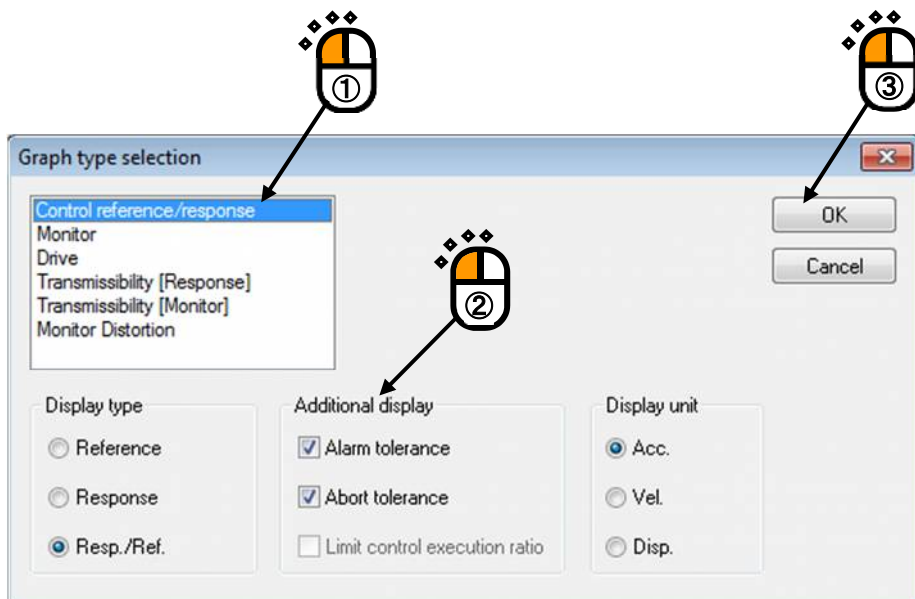 ①
③
Graph type selection
Control reference/response
Monitor
Drive
Transmissibility [Response]
Transmissibility [Monitor]
Monitor Distortion
OK
Cancel
②
Display type
Reference
Response
Resp./Ref.
Additional display
Alarm tolerance
Abort tolerance
Limit control execution ratio
Display unit
Acc.
Vel.
Disp.